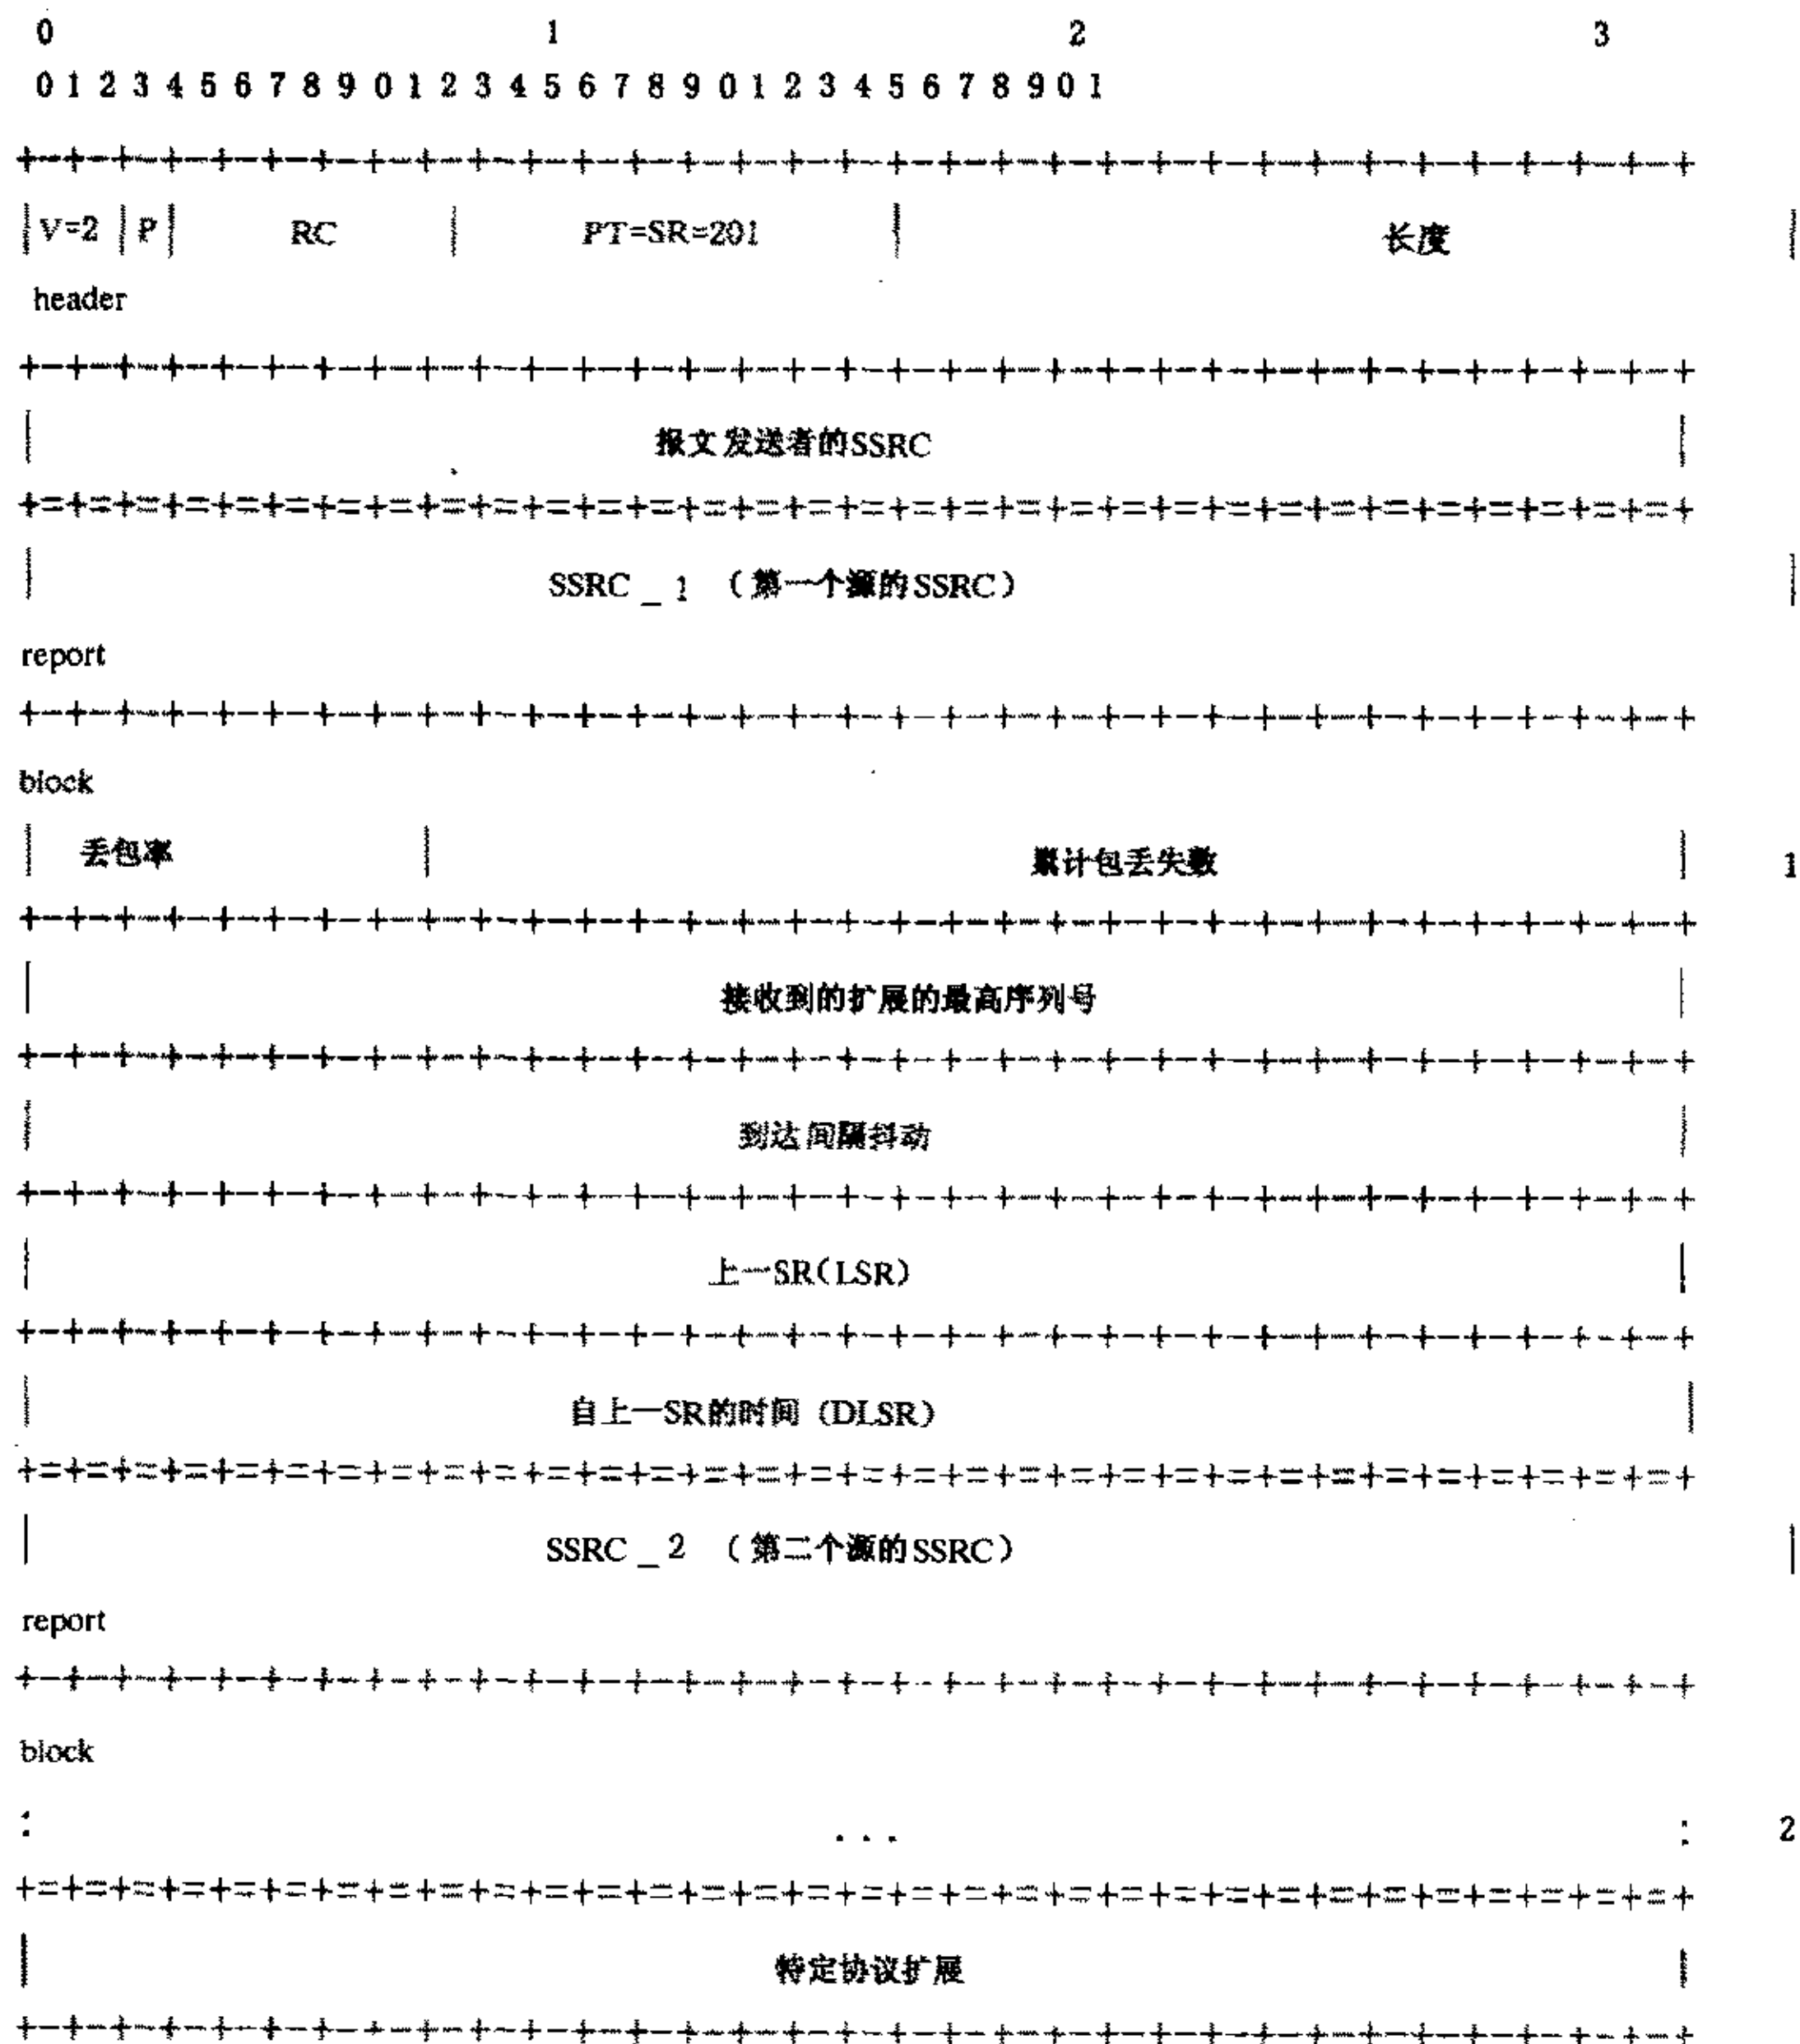 0 1 2 3
0 1 2 3 4 5 6 7 8 9 0 1 2 3 4 5 6 7 8 9 0 1 2 3 4 5 6 7 8 9 0 1
+-+-+-+-+-+-+-+-+-+-+-+-+-+-+-+-+-+-+-+-+-+-+-+-+-+-+-+-+-+-+-+-+
|V=2 |P| RC | PT=SR=201 | 长度 |
header
+-+-+-+-+-+-+-+-+-+-+-+-+-+-+-+-+-+-+-+-+-+-+-+-+-+-+-+-+-+-+-+-+
| 报文发送者的SSRC |
+=+=+=+=+=+=+=+=+=+=+=+=+=+=+=+=+=+=+=+=+=+=+=+=+=+=+=+=+=+=+=+=+
| SSRC _ 1 （第一个源的SSRC） |
report
+-+-+-+-+-+-+-+-+-+-+-+-+-+-+-+-+-+-+-+-+-+-+-+-+-+-+-+-+-+-+-+-+
block
| 丢包率 | 累计包丢失数 | 1
+-+-+-+-+-+-+-+-+-+-+-+-+-+-+-+-+-+-+-+-+-+-+-+-+-+-+-+-+-+-+-+-+
| 接收到的扩展的最高序列号 |
+-+-+-+-+-+-+-+-+-+-+-+-+-+-+-+-+-+-+-+-+-+-+-+-+-+-+-+-+-+-+-+-+
| 到达间隔抖动 |
+-+-+-+-+-+-+-+-+-+-+-+-+-+-+-+-+-+-+-+-+-+-+-+-+-+-+-+-+-+-+-+-+
| 上一SR(LSR) |
+-+-+-+-+-+-+-+-+-+-+-+-+-+-+-+-+-+-+-+-+-+-+-+-+-+-+-+-+-+-+-+-+
| 自上一SR的时间（DLSR） |
+=+=+=+=+=+=+=+=+=+=+=+=+=+=+=+=+=+=+=+=+=+=+=+=+=+=+=+=+=+=+=+=+
| SSRC _ 2 （第二个源的SSRC） |
report
+-+-+-+-+-+-+-+-+-+-+-+-+-+-+-+-+-+-+-+-+-+-+-+-+-+-+-+-+-+-+-+-+
block
: ... : 2
+=+=+=+=+=+=+=+=+=+=+=+=+=+=+=+=+=+=+=+=+=+=+=+=+=+=+=+=+=+=+=+=+
| 特定协议扩展 |
+-+-+-+-+-+-+-+-+-+-+-+-+-+-+-+-+-+-+-+-+-+-+-+-+-+-+-+-+-+-+-+-+